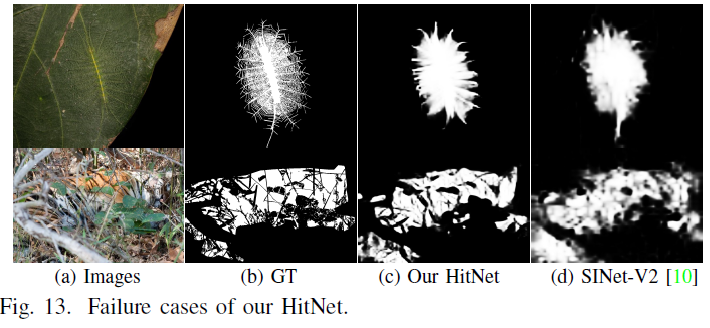 (a) Images (b) GT (c) Our HitNet (d) SINet-V2 [10]
Fig. 13. Failure cases of our HitNet.